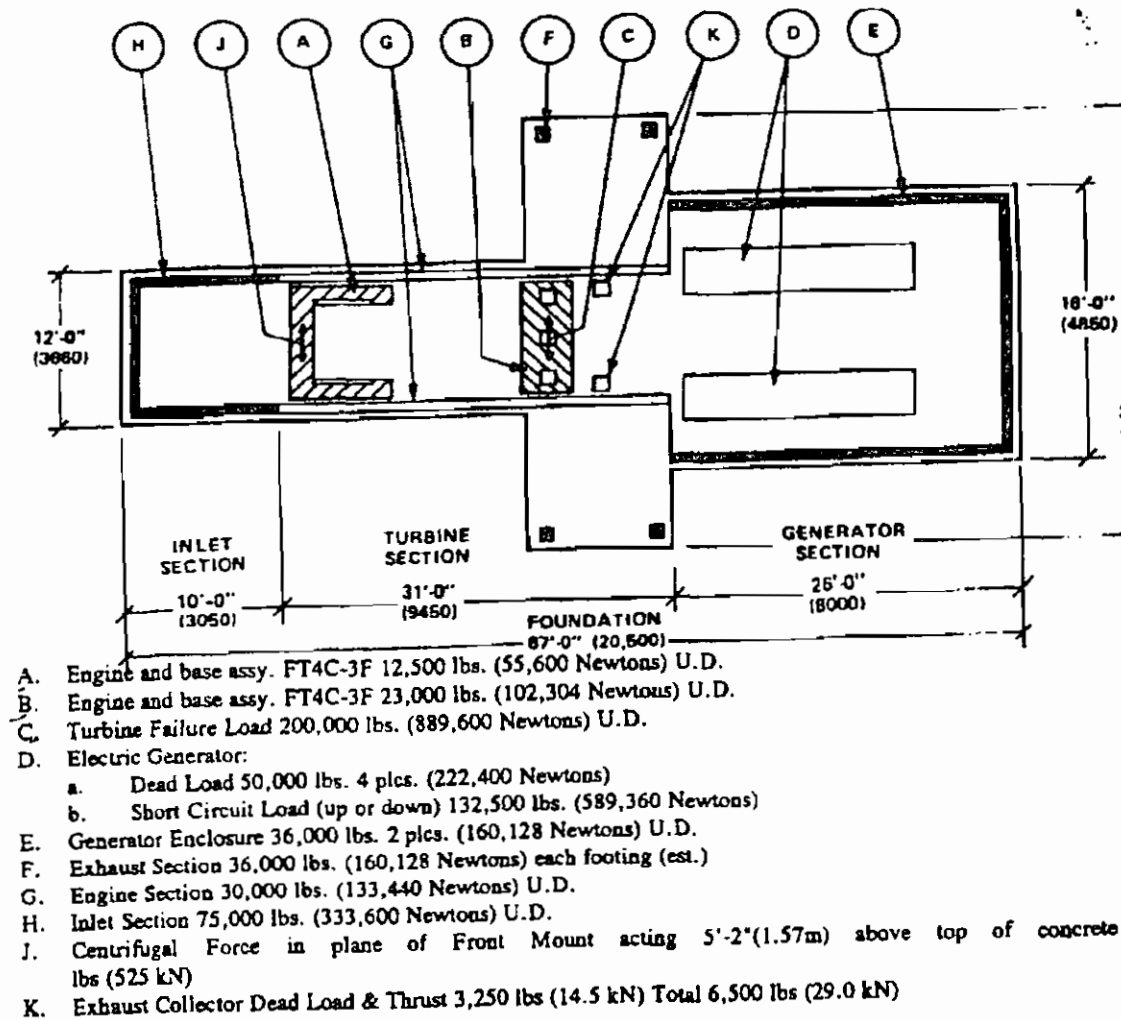 H J A G B F C K D E
12'-0"
(3660)
16'-0"
(4850)
INLET
SECTION
10'-0"
(3050)
TURBINE
SECTION
31'-0"
(9450)
GENERATOR
SECTION
26'-0"
(8000)
FOUNDATION
67'-0" (20,500)
A. Engine and base assy. FT4C-3F 12,500 lbs. (55,600 Newtons) U.D.
B. Engine and base assy. FT4C-3F 23,000 lbs. (102,304 Newtons) U.D.
C. Turbine Failure Load 200,000 lbs. (889,600 Newtons) U.D.
D. Electric Generator:
a. Dead Load 50,000 lbs. 4 plcs. (222,400 Newtons)
b. Short Circuit Load (up or down) 132,500 lbs. (589,360 Newtons)
E. Generator Enclosure 36,000 lbs. 2 plcs. (160,128 Newtons) U.D.
F. Exhaust Section 36,000 lbs. (160,128 Newtons) each footing (est.)
G. Engine Section 30,000 lbs. (133,440 Newtons) U.D.
H. Inlet Section 75,000 lbs. (333,600 Newtons) U.D.
J. Centrifugal Force in plane of Front Mount acting 5'-2"(1.57m) above top of concrete
lbs (525 kN)
K. Exhaust Collector Dead Load & Thrust 3,250 lbs (14.5 kN) Total 6,500 lbs (29.0 kN)